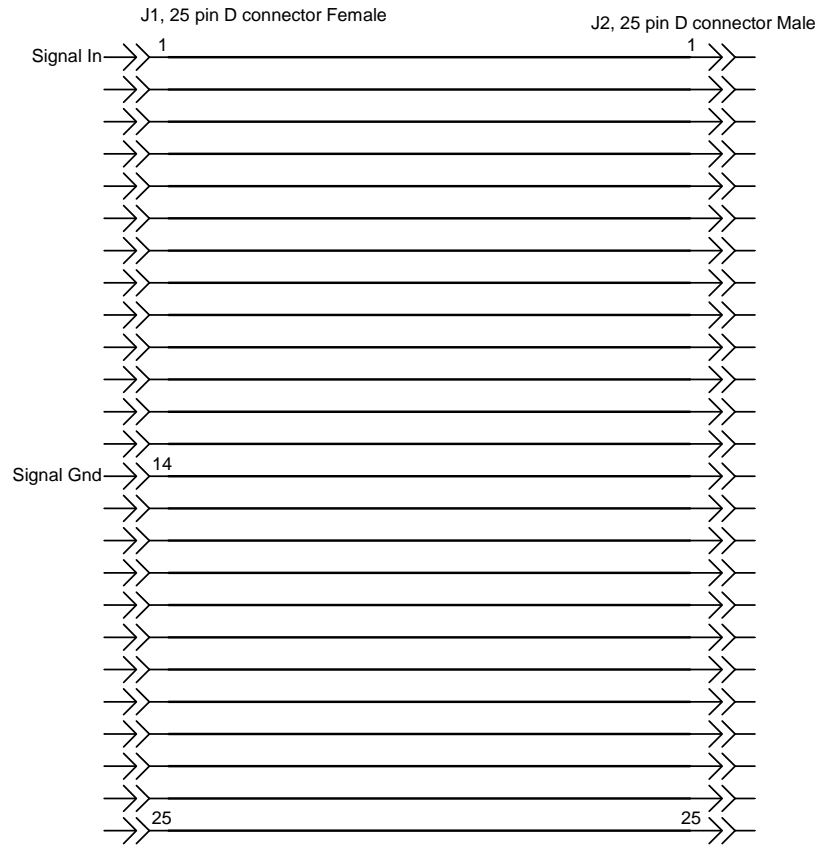 J1, 25 pin D connector Female
J2, 25 pin D connector Male
Signal In
1
1
Signal Gnd
14
25
25